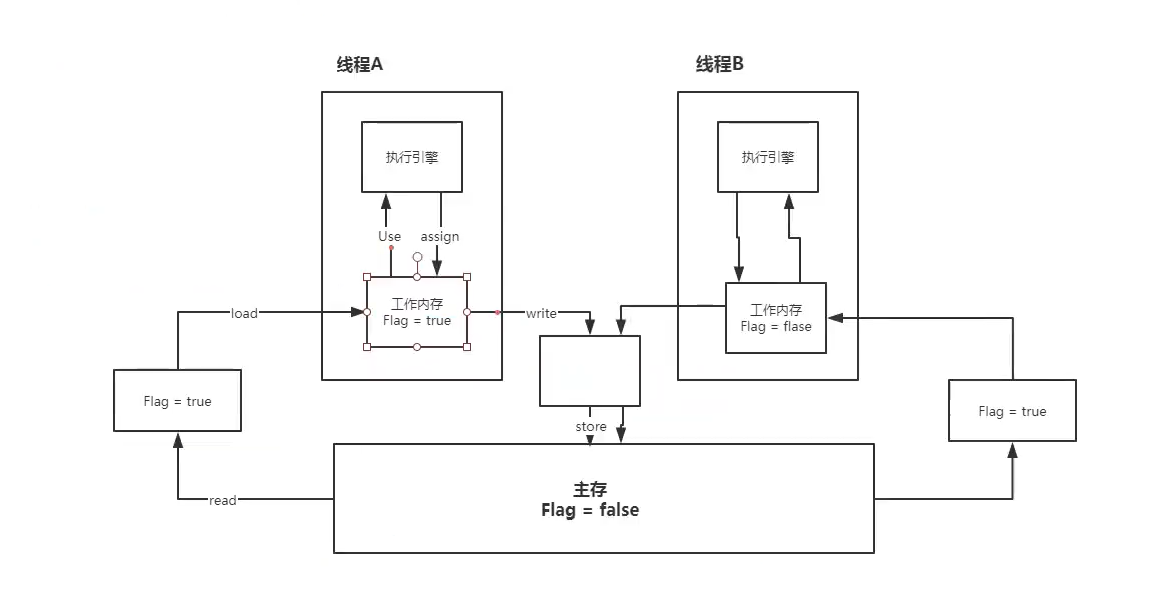 线程A
线程B
执行引擎
执行引擎
Use
assign
工作内存
Flag = true
工作内存
Flag = flase
load
write
Flag = true
Flag = true
store
read
主存
Flag = false